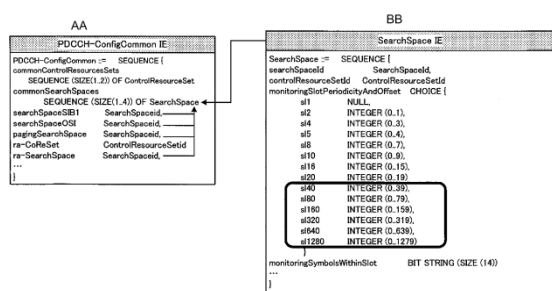 AA
PDCCH-ConfigCommon IE
PDCCH-ConfigCommon ::= SEQUENCE {
commonControlResourcesSets
SEQUENCE (SIZE(1..2)) OF ControlResourceSet
commonSearchSpaces
SEQUENCE (SIZE(1..4)) OF SearchSpace
searchSpaceSIB1 SearchSpaceid,
searchSpaceOSI SearchSpaceid,
pagingSearchSpace SearchSpaceid,
ra-CoReSet ControlResourceSetid
ra-SearchSpace SearchSpaceid,
...
}
BB
SearchSpace IE
SearchSpace ::= SEQUENCE {
searchSpaceId SearchSpaceId,
controlResourceSetId ControlResourceSetId
monitoringSlotPeriodicityAndOffset CHOICE {
sl1 NULL,
sl2 INTEGER (0..1),
sl4 INTEGER (0..3),
sl5 INTEGER (0..4),
sl8 INTEGER (0..7),
sl10 INTEGER (0..9),
sl16 INTEGER (0..15),
sl20 INTEGER (0..19)
sl40 INTEGER (0..39),
sl80 INTEGER (0..79),
sl160 INTEGER (0..159),
sl320 INTEGER (0..319),
sl640 INTEGER (0..639),
sl1280 INTEGER (0..1279)
}
monitoringSymbolsWithinSlot BIT STRING (SIZE (14))
...
}